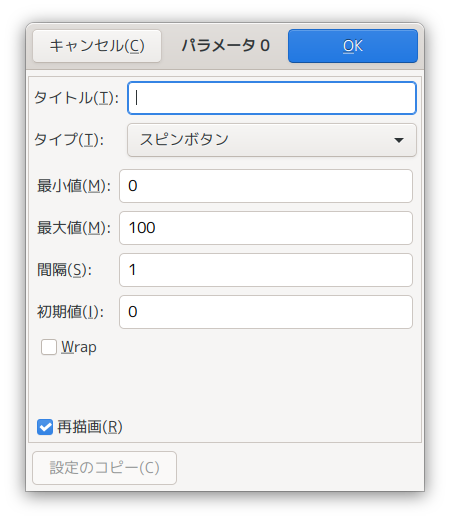 キャンセル(C) パラメータ 0 OK
タイトル(T):
タイプ(T): スピンボタン
最小値(M): 0
最大値(M): 100
間隔(S): 1
初期値(I): 0
Wrap
再描画(R)
設定のコピー(C)